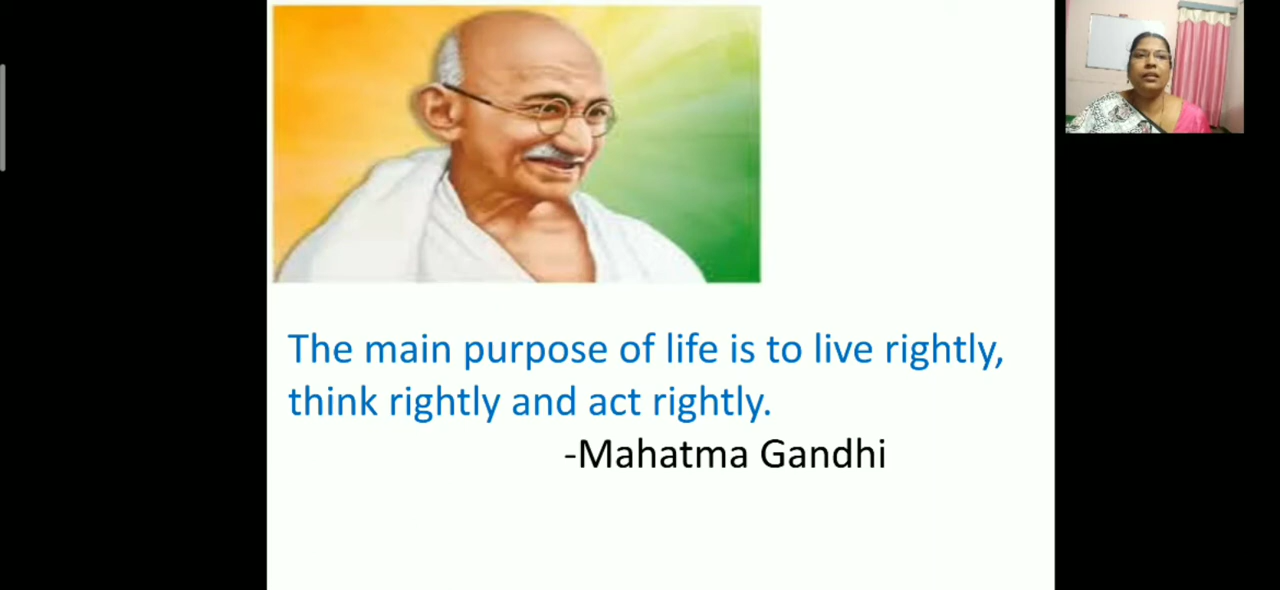 The main purpose of life is to live rightly,
think rightly and act rightly.
-Mahatma Gandhi